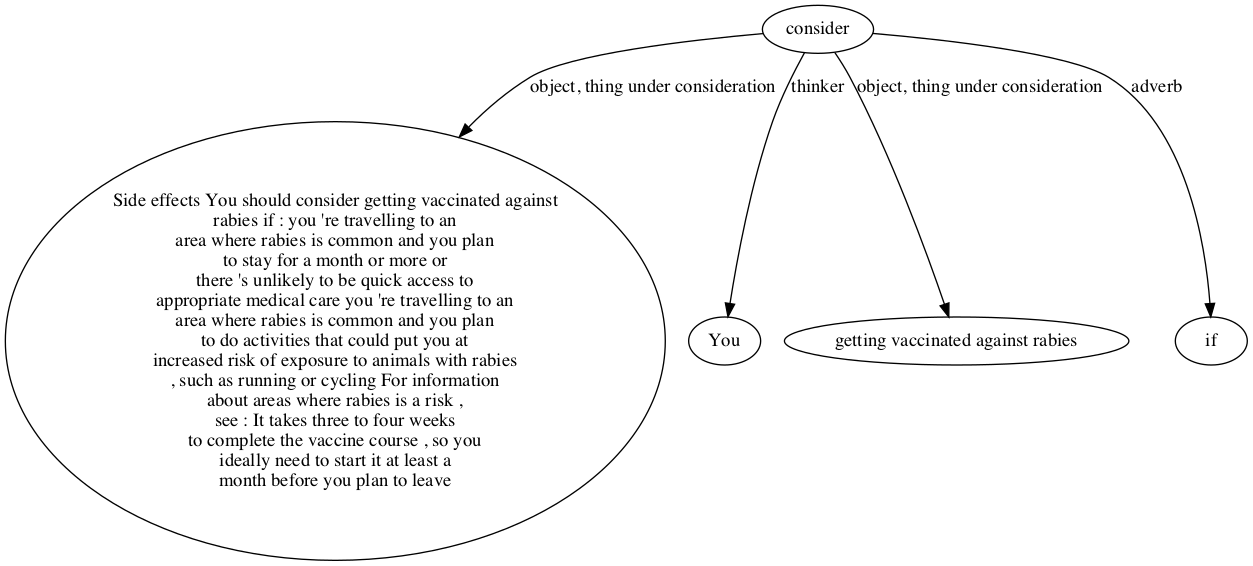 consider
object, thing under consideration
thinker
object, thing under consideration
adverb
Side effects You should consider getting vaccinated against
rabies if : you 're travelling to an
area where rabies is common and you plan
to stay for a month or more or
there 's unlikely to be quick access to
appropriate medical care you 're travelling to an
area where rabies is common and you plan
to do activities that could put you at
increased risk of exposure to animals with rabies
, such as running or cycling For information
about areas where rabies is a risk ,
see : It takes three to four weeks
to complete the vaccine course , so you
ideally need to start it at least a
month before you plan to leave
You
getting vaccinated against rabies
if